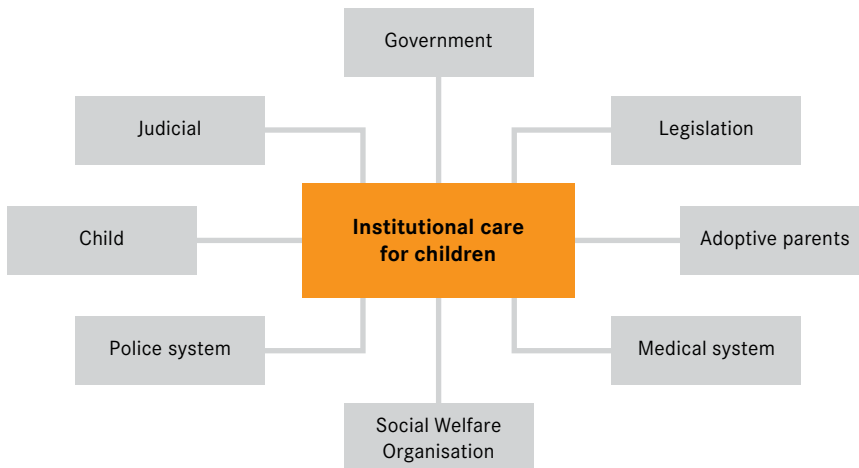 Government
Judicial
Legislation
Institutional care
for children
Child
Adoptive parents
Police system
Medical system
Social Welfare
Organisation